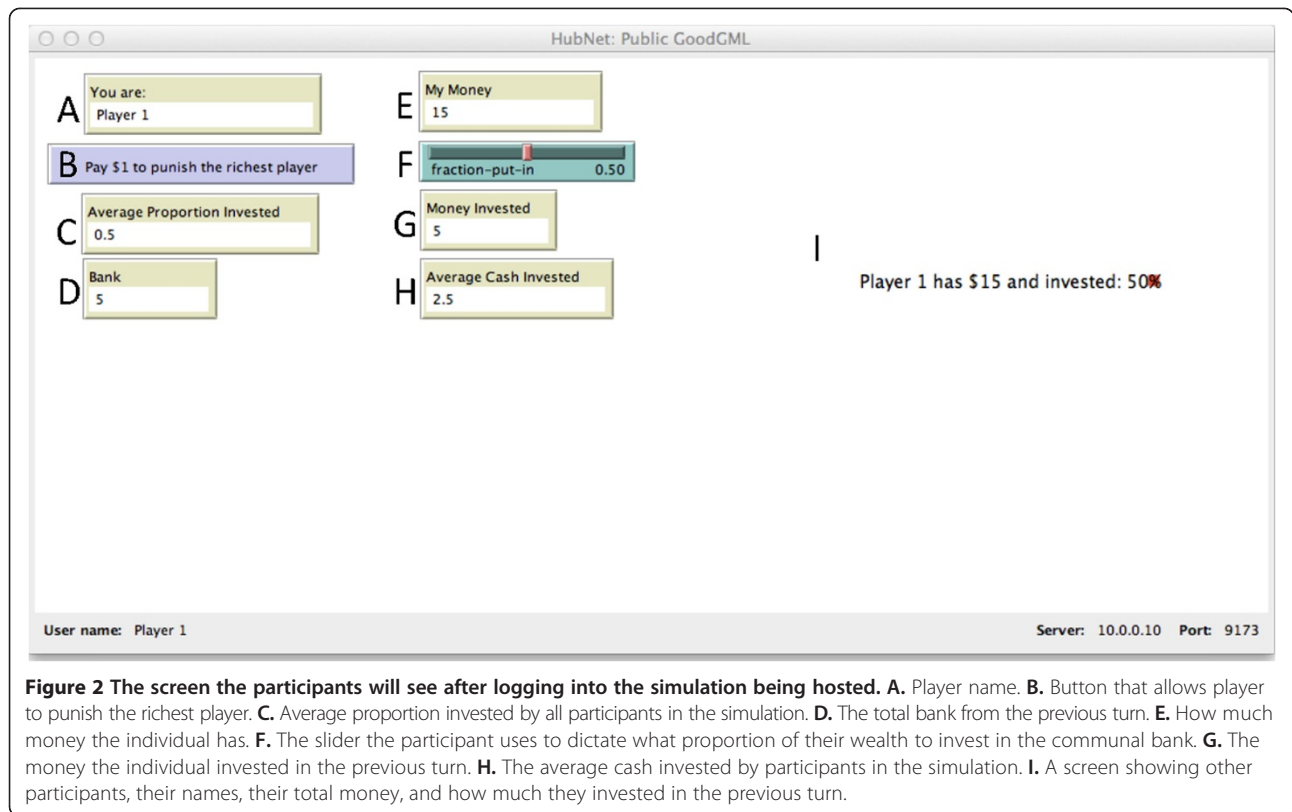 HubNet: Public GoodGML
A
You are:
Player 1
B Pay $1 to punish the richest player
C
Average Proportion Invested
0.5
D
Bank
5
E
My Money
15
F
fraction-put-in 0.50
G
Money Invested
5
H
Average Cash Invested
2.5
I
Player 1 has $15 and invested: 50%
User name: Player 1
Server: 10.0.0.10 Port: 9173
Figure 2 The screen the participants will see after logging into the simulation being hosted. A. Player name. B. Button that allows player
to punish the richest player. C. Average proportion invested by all participants in the simulation. D. The total bank from the previous turn. E. How much
money the individual has. F. The slider the participant uses to dictate what proportion of their wealth to invest in the communal bank. G. The
money the individual invested in the previous turn. H. The average cash invested by participants in the simulation. I. A screen showing other
participants, their names, their total money, and how much they invested in the previous turn.